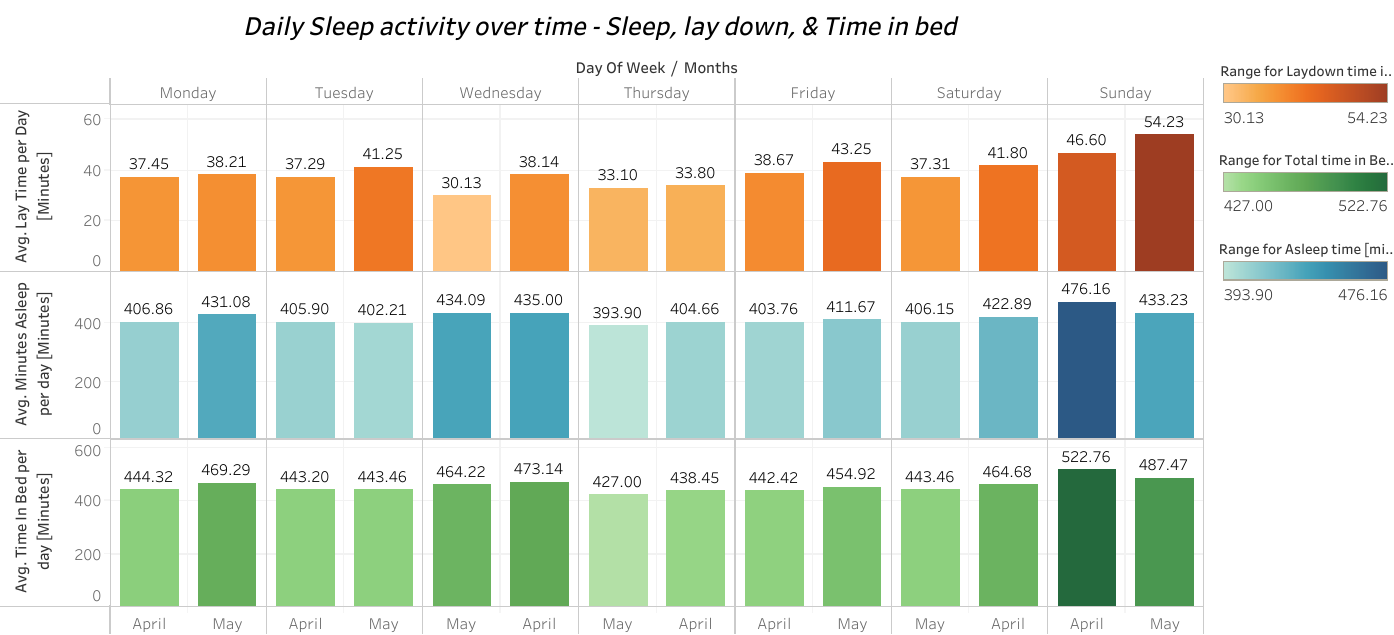 Daily Sleep activity over time - Sleep, lay down, & Time in bed
Day Of Week / Months
Monday Tuesday Wednesday Thursday Friday Saturday Sunday
Avg. Lay Time per Day
[Minutes]
60
40
20
0
37.45 38.21 37.29 41.25 30.13 38.14 33.10 33.80 38.67 43.25 37.31 41.80 46.60 54.23
Avg. Minutes Asleep
per day [Minutes]
400
200
0
406.86 431.08 405.90 402.21 434.09 435.00 393.90 404.66 403.76 411.67 406.15 422.89 476.16 433.23
Avg. Time In Bed per
day [Minutes]
600
400
200
0
444.32 469.29 443.20 443.46 464.22 473.14 427.00 438.45 442.42 454.92 443.46 464.68 522.76 487.47
April May April May May April May April April May May April April May
Range for Laydown time i..
30.13 54.23
Range for Total time in Be..
427.00 522.76
Range for Asleep time [mi..
393.90 476.16